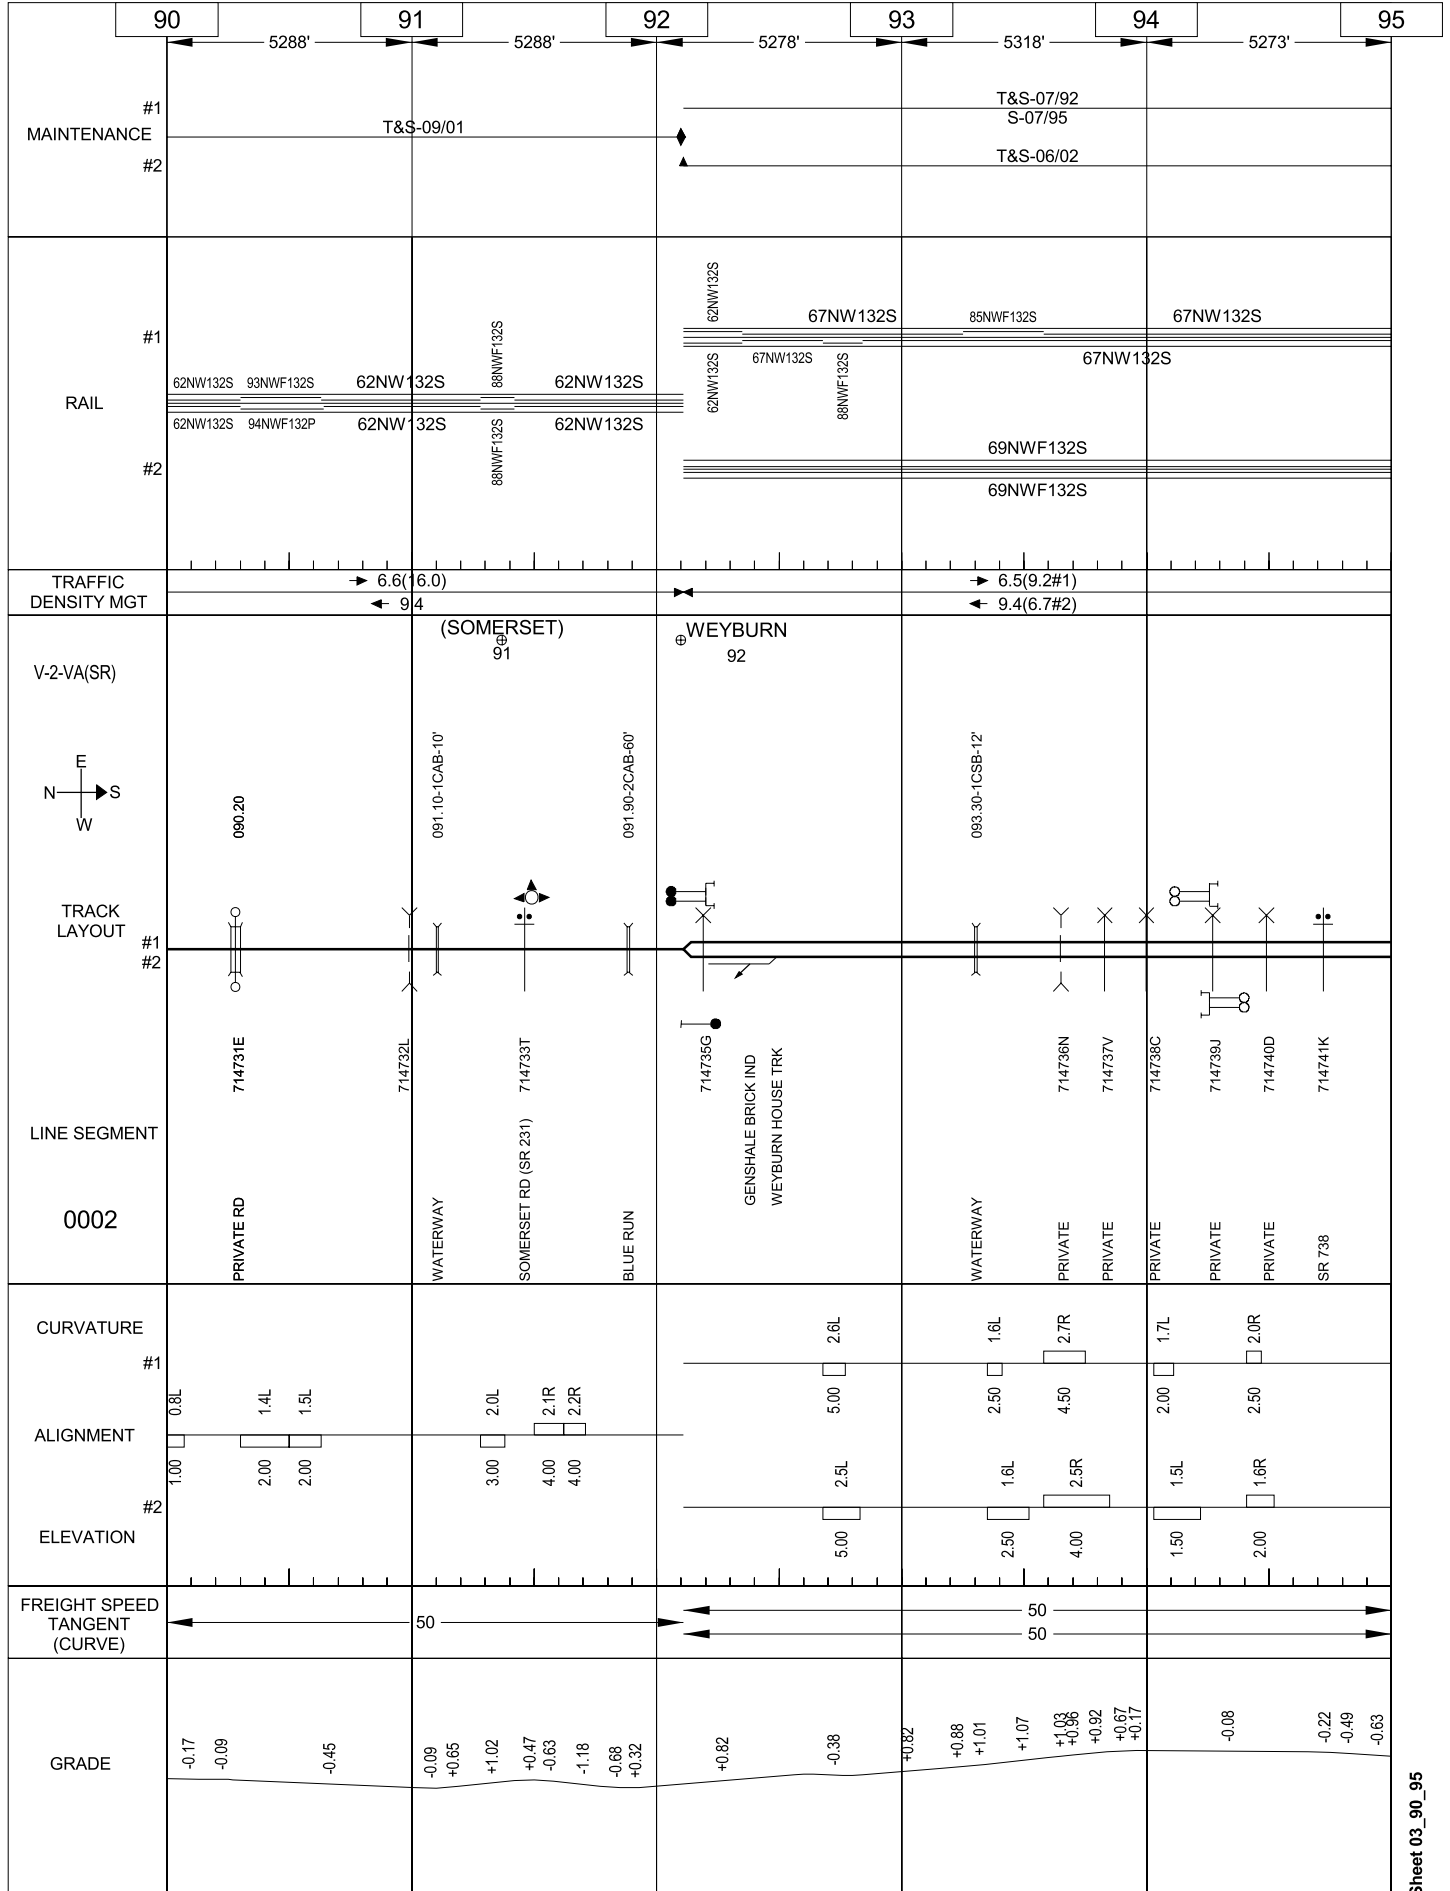 90 91 92 93 94 95
5288' 5288' 5278' 5318' 5273'
#1
T&S-07/92
S-07/95
MAINTENANCE
T&S-09/01
#2
T&S-06/02
62NW132S
#1
67NW132S 85NWF132S 67NW132S
62NW132S 67NW132S 88NWF132S 67NW132S
RAIL
62NW132S 93NWF132S 62NW132S 88NWF132S 62NW132S
62NW132S 94NWF132P 62NW132S 88NWF132S 62NW132S
#2
69NWF132S
69NWF132S
TRAFFIC
DENSITY MGT
6.6(16.0)
9.4
6.5(9.2#1)
9.4(6.7#2)
(SOMERSET)
91
WEYBURN
92
V-2-VA(SR)
E
N S
W
090.20 091.10-1CAB-10' 091.90-2CAB-60' 093.30-1CSB-12'
TRACK
LAYOUT
#1
#2
714731E 714732L 714733T 714735G 714736N 714737V 714738C 714739J 714740D 714741K
GENSHALE BRICK IND
WEYBURN HOUSE TRK
LINE SEGMENT
0002
PRIVATE RD WATERWAY SOMERSET RD (SR 231) BLUE RUN WATERWAY PRIVATE PRIVATE PRIVATE PRIVATE PRIVATE SR 738
CURVATURE
#1
2.6L 1.6L 2.7R 1.7L 2.0R
5.00 2.50 4.50 2.00 2.50
ALIGNMENT
0.8L 1.4L 1.5L 2.0L 2.1R 2.2R
1.00 2.00 2.00 3.00 4.00 4.00
#2
2.5L 1.6L 2.5R 1.5L 1.6R
ELEVATION
5.00 2.50 4.00 1.50 2.00
FREIGHT SPEED
TANGENT
(CURVE)
50
50
50
GRADE
-0.17 -0.09 -0.45 -0.09 +0.65 +1.02 +0.47 -0.63 -1.18 -0.68 +0.32 +0.82 -0.38 +0.82 +0.88 +1.01 +1.07 +1.03 +0.96 +0.92 +0.67 +0.17 -0.08 -0.22 -0.49 -0.63
Sheet 03_90_95